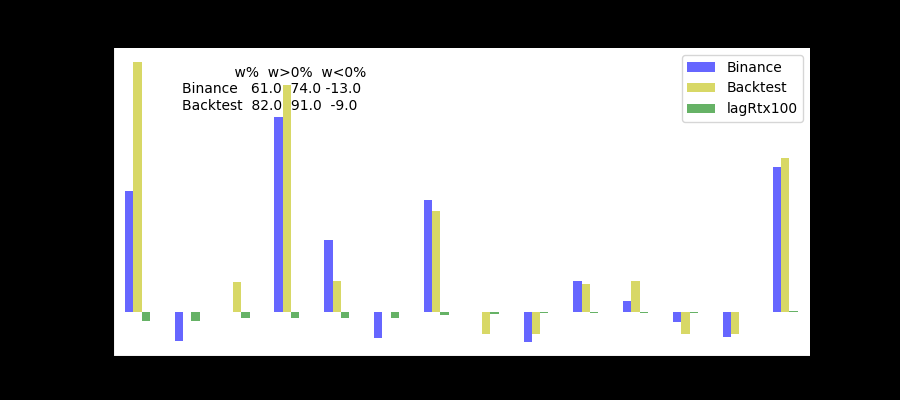 w%  w>0%  w<0%
Binance   61.0  74.0 -13.0
Backtest  82.0  91.0  -9.0
Binance
Backtest
lagRtx100